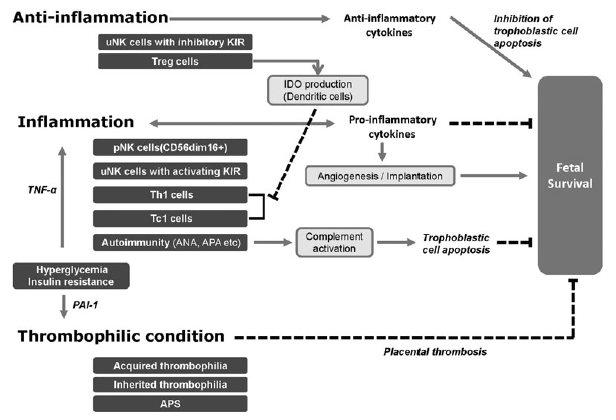 Anti-inflammation
Anti-inflammatory
cytokines
Inhibition of
trophoblastic cell
apoptosis
uNK cells with inhibitory KIR
Treg cells
IDO production
(Dendritic cells)
Inflammation
Pro-inflammatory
cytokines
pNK cells(CD56dim16+)
uNK cells with activating KIR
Angiogenesis / Implantation
Fetal
Survival
TNF-α
Th1 cells
Tc1 cells
Autoimmunity (ANA, APA etc)
Complement
activation
Trophoblastic
cell apoptosis
Hyperglycemia
Insulin resistance
PAI-1
Thrombophilic condition
Placental thrombosis
Acquired thrombophilia
Inherited thrombophilia
APS